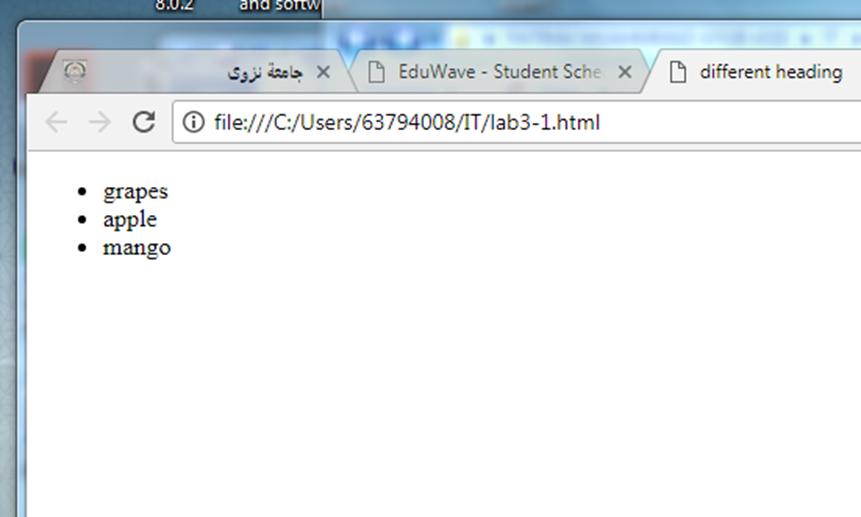 8.0.2 and softw
جامعة نزوى EduWave - Student Sche different heading
file:///C:/Users/63794008/IT/lab3-1.html
grapes
apple
mango